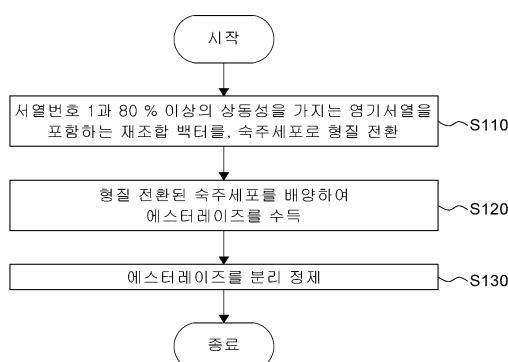 시작
서열번호 1과 80 % 이상의 상동성을 가지는 염기서열을
포함하는 재조합 백터를, 숙주세포로 형질 전환
S110
형질 전환된 숙주세포를 배양하여
에스터레이즈를 수득
S120
에스터레이즈를 분리 정제
S130
종료